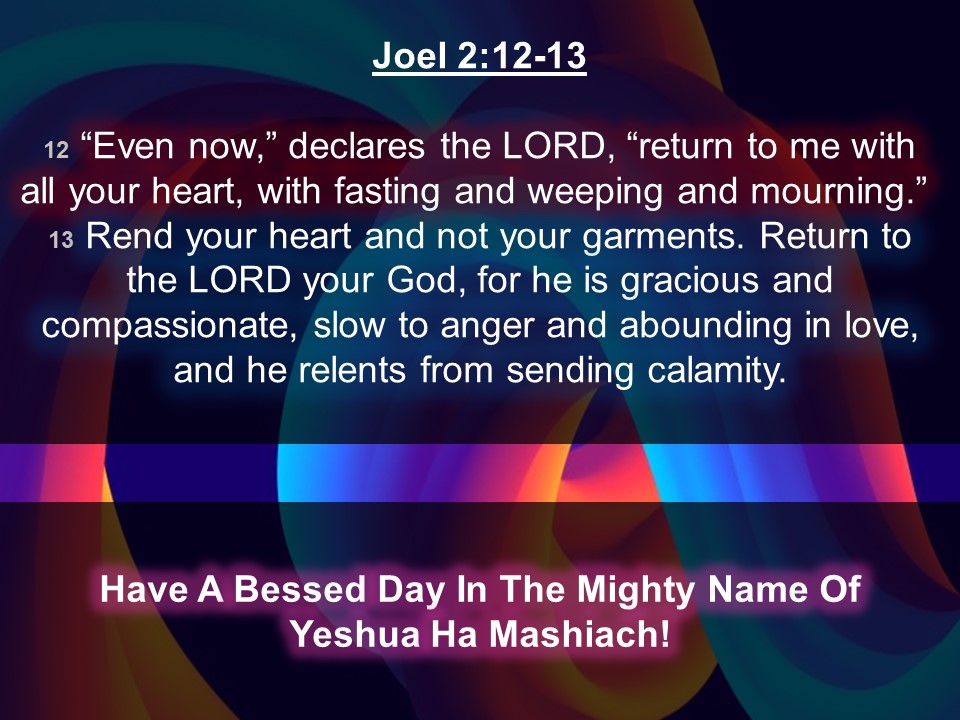 Joel 2:12-13
12 “Even now,” declares the LORD, “return to me with
all your heart, with fasting and weeping and mourning.”
13 Rend your heart and not your garments. Return to
the LORD your God, for he is gracious and
compassionate, slow to anger and abounding in love,
and he relents from sending calamity.
Have A Bessed Day In The Mighty Name Of
Yeshua Ha Mashiach!